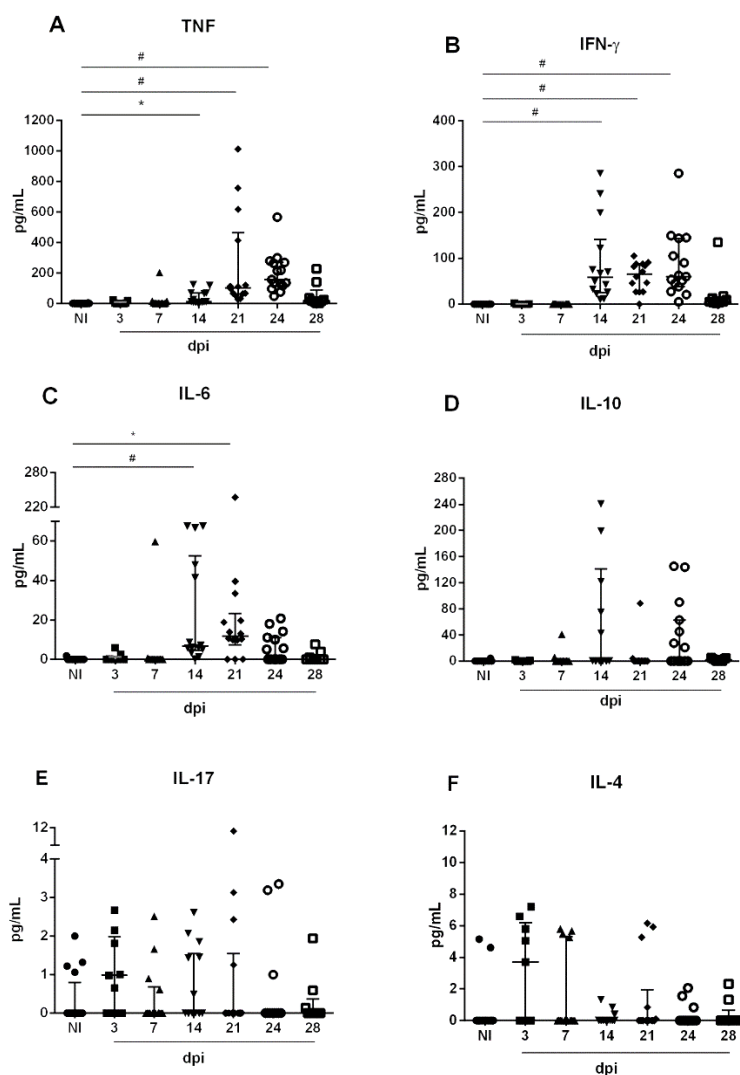 A
TNF
#
#
*
1200
1000
800
600
400
200
0
pg/mL
NI 3 7 14 21 24 28
dpi
B
IFN-γ
#
#
#
400
300
200
100
0
pg/mL
NI 3 7 14 21 24 28
dpi
C
IL-6
*
#
280
220
60
40
20
0
pg/mL
NI 3 7 14 21 24 28
dpi
D
IL-10
280
240
200
160
120
80
40
0
pg/mL
NI 3 7 14 21 24 28
dpi
E
IL-17
12
4
3
2
1
0
pg/mL
NI 3 7 14 21 24 28
dpi
F
IL-4
12
10
8
6
4
2
0
pg/mL
NI 3 7 14 21 24 28
dpi